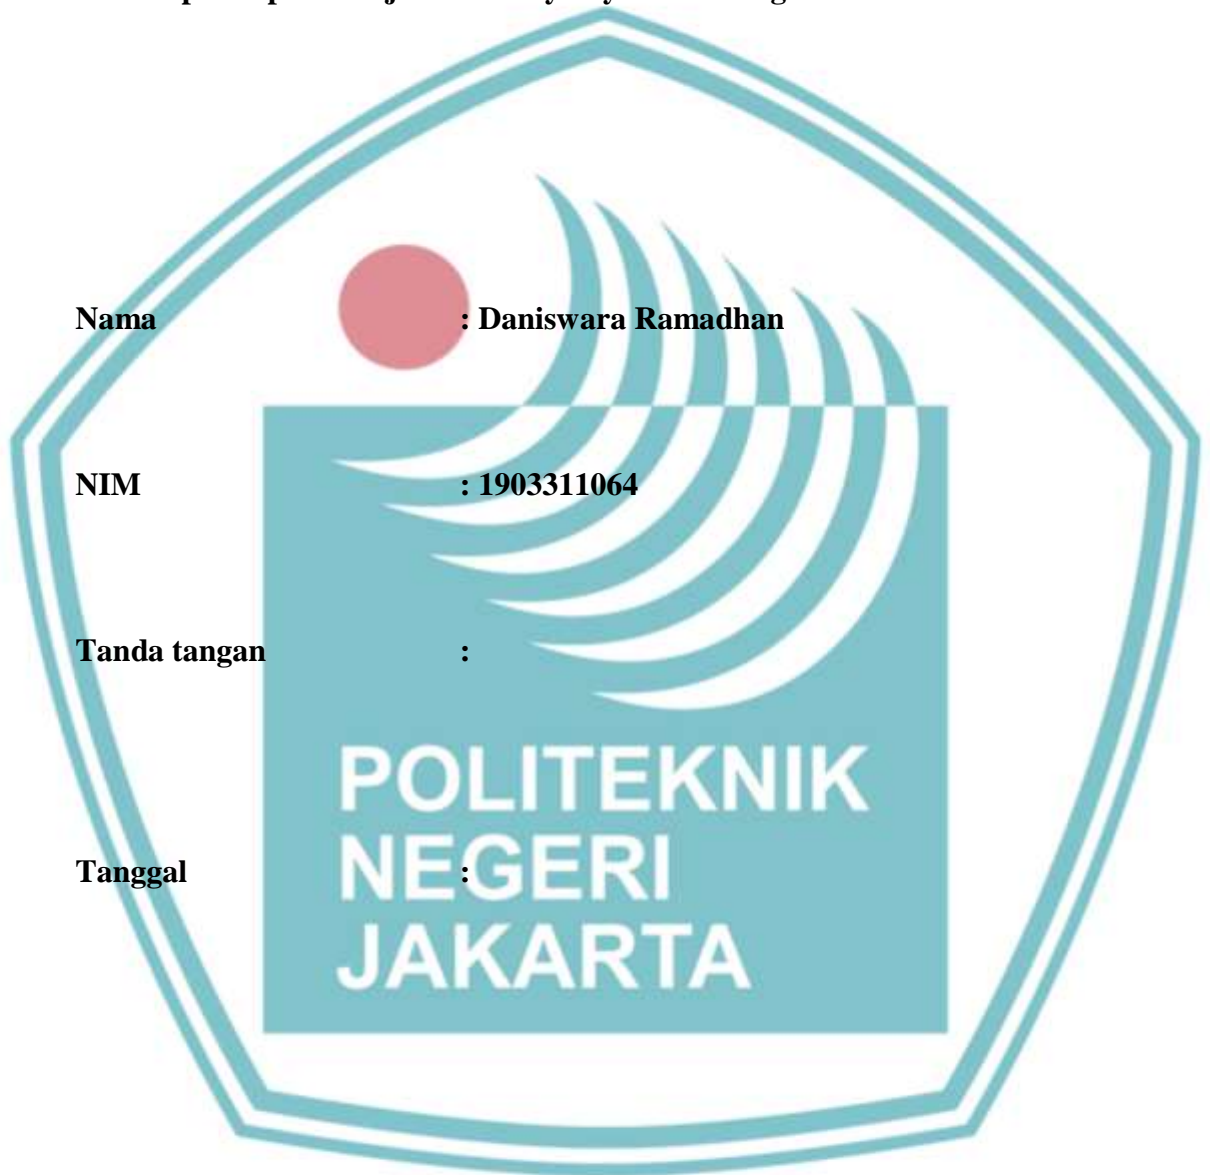 Nama : Daniswara Ramadhan
NIM : 1903311064
Tanda tangan :
Tanggal :
POLITEKNIK
NEGERI
JAKARTA